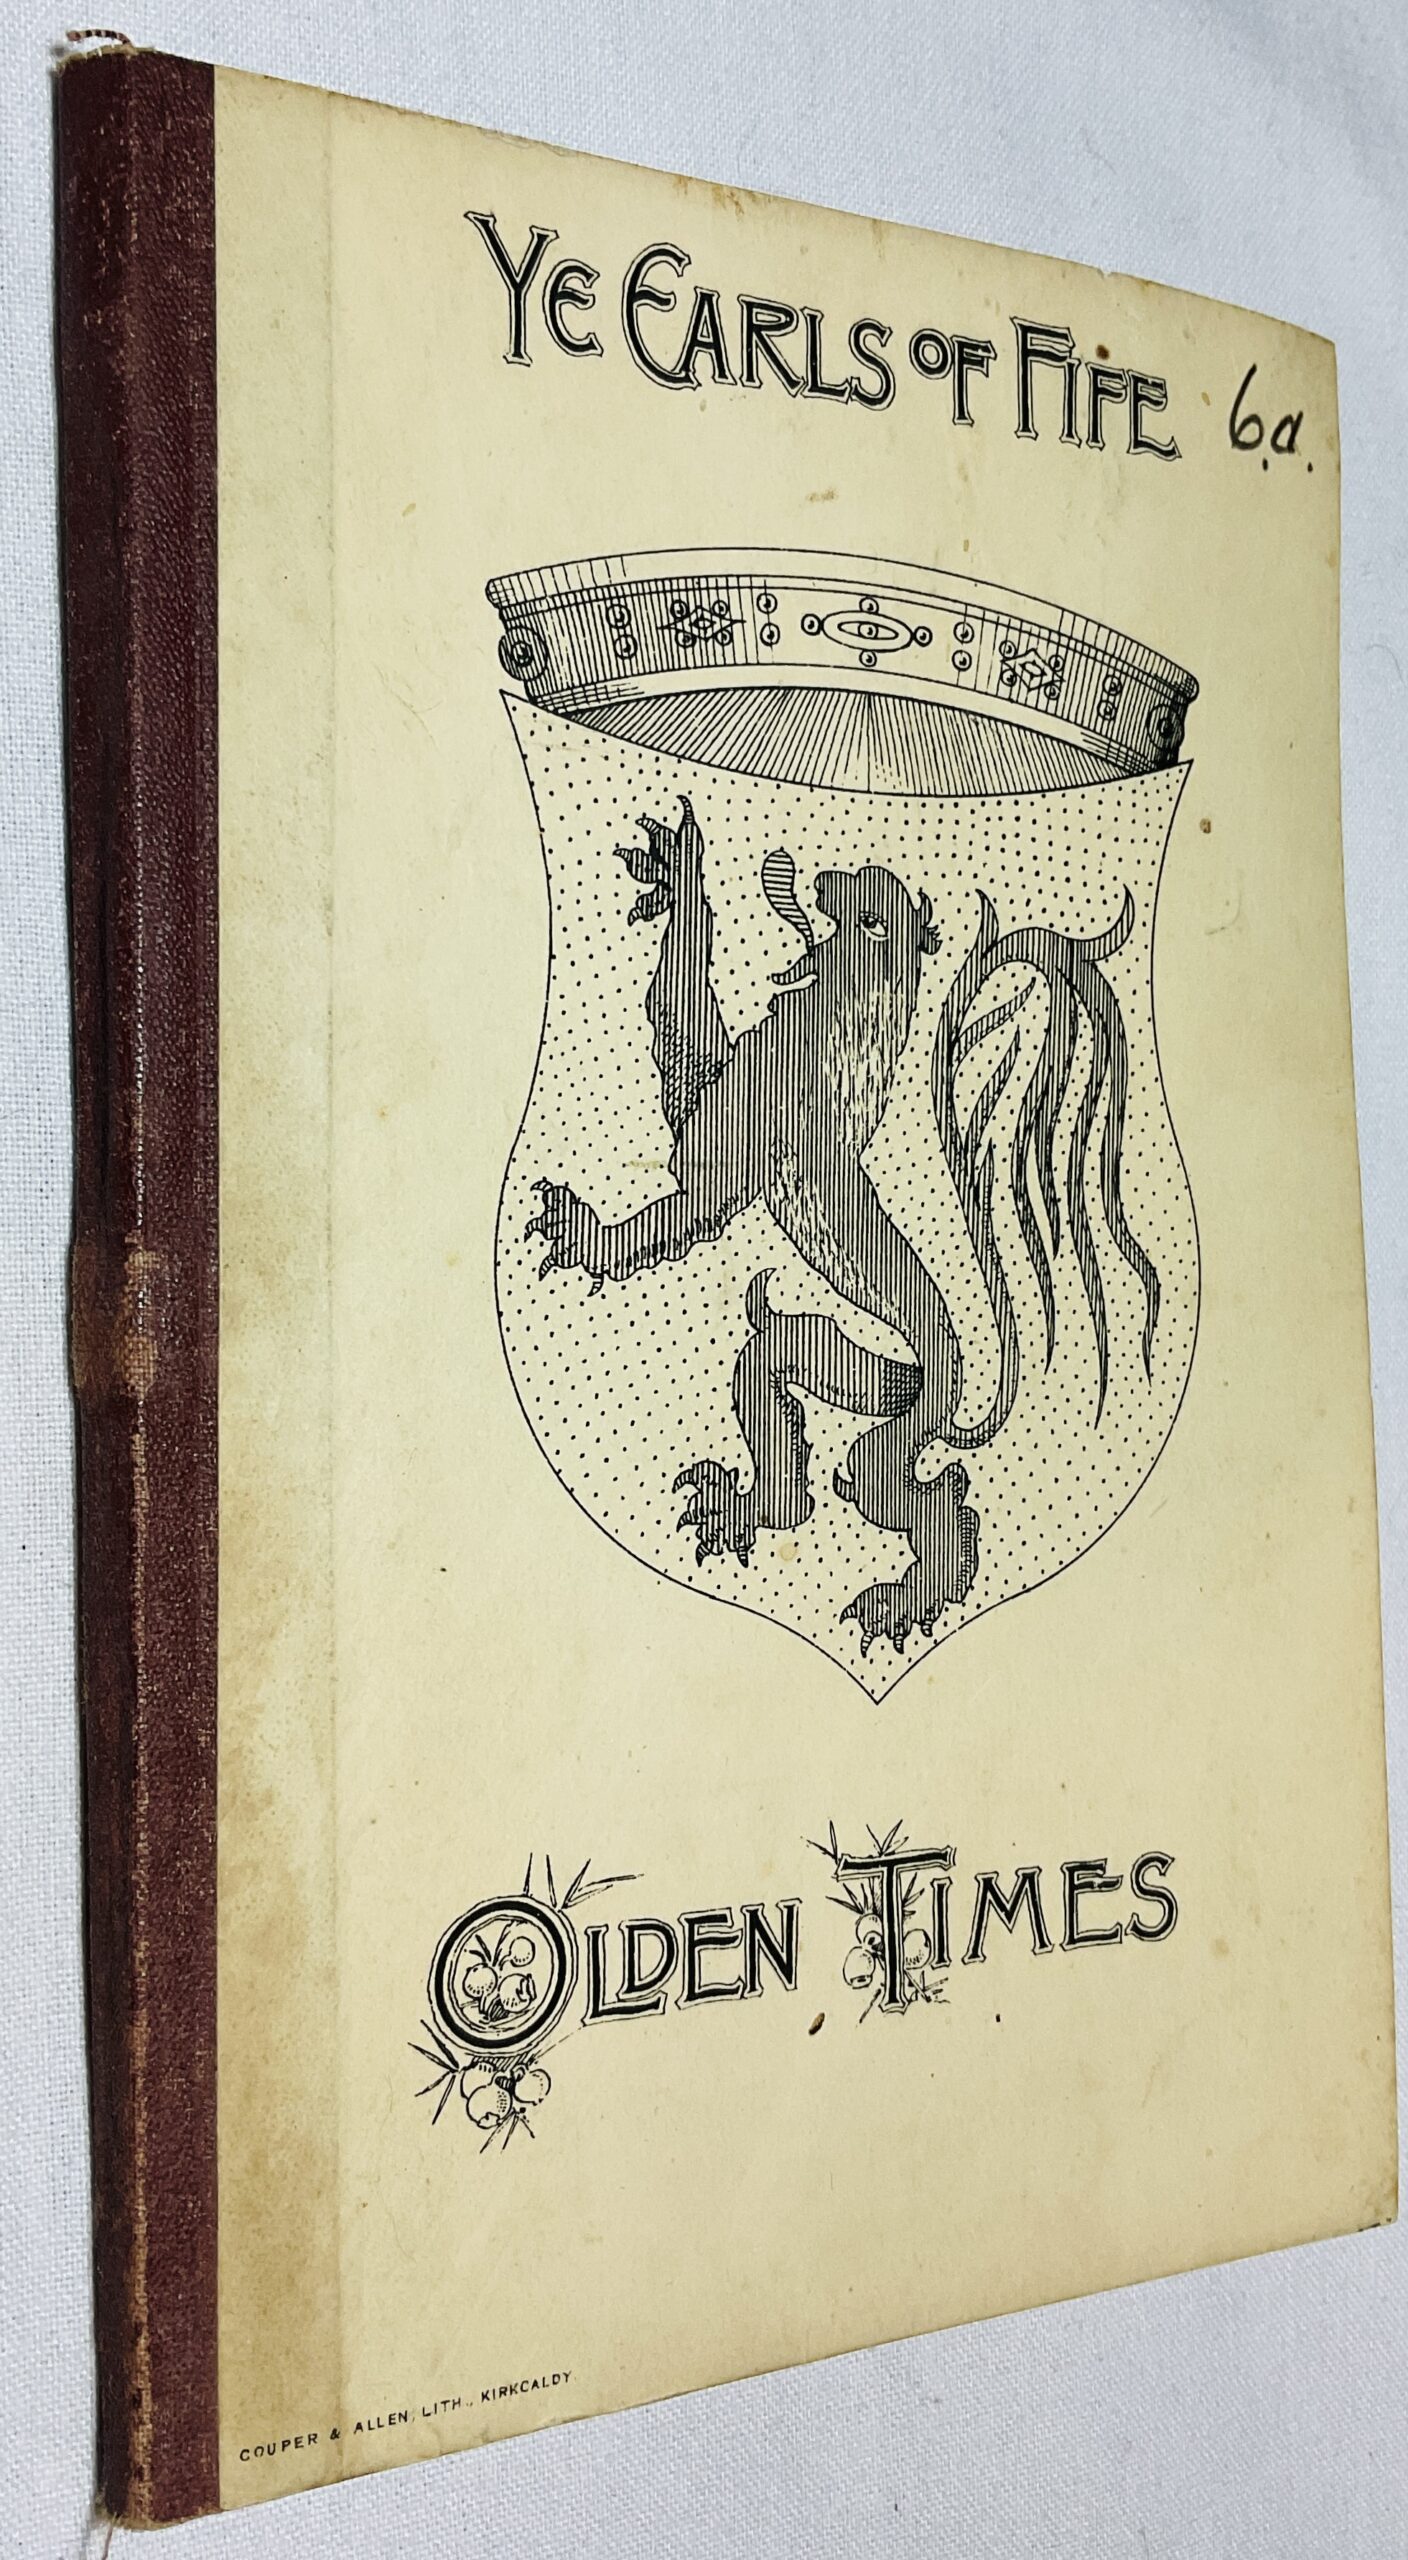 YE EARLS OF FIFE
6.a.
OLDEN TIMES
COUPER & ALLEN, LITH., KIRKCALDY.